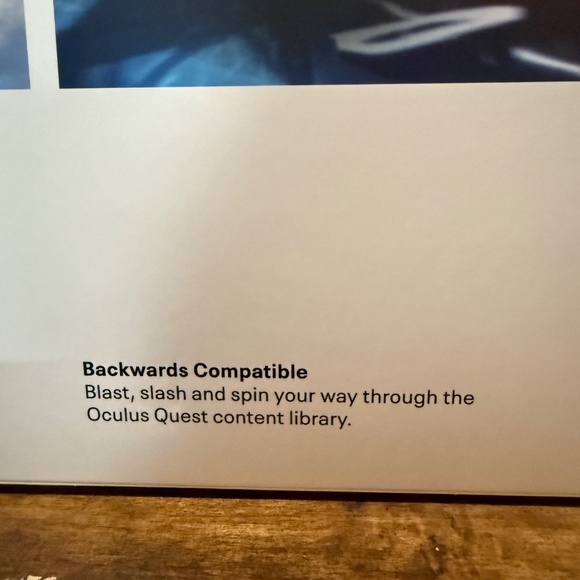 Backwards Compatible
Blast, slash and spin your way through the
Oculus Quest content library.